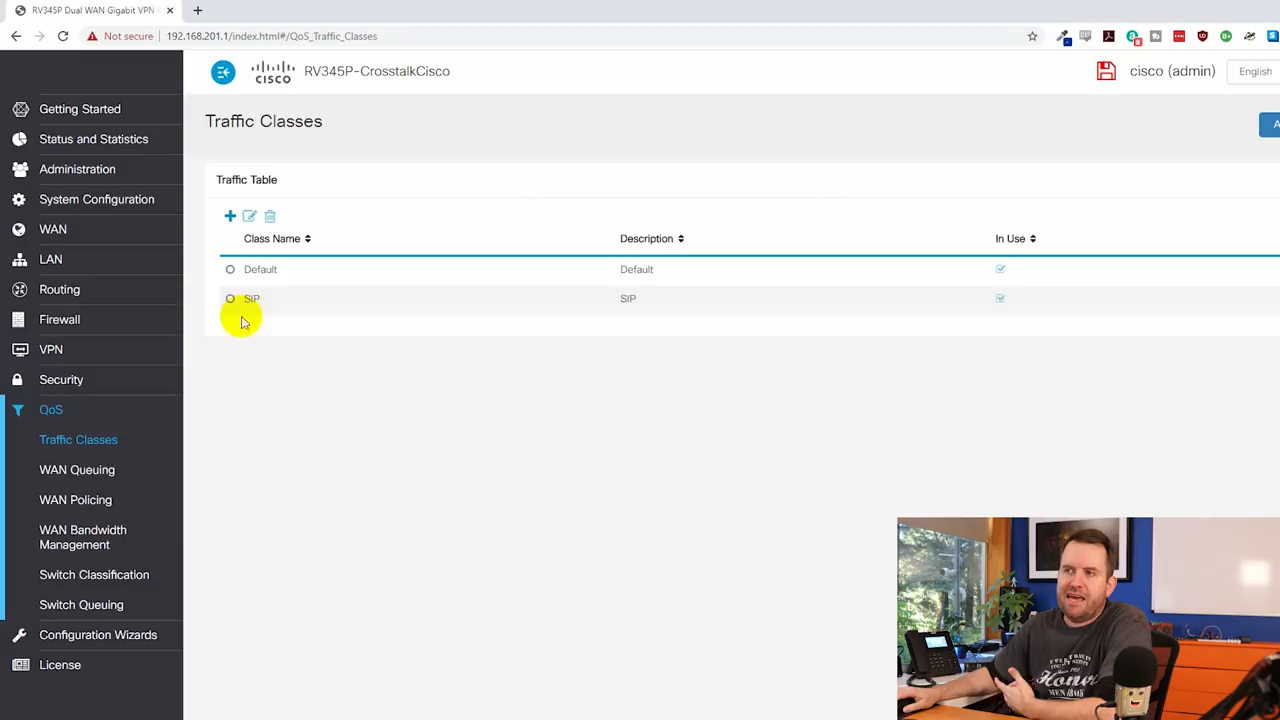 RV345P Dual WAN Gigabit VPN
Not secure
192.168.201.1/index.html#/QoS_Traffic_Classes
CISCO
RV345P-CrosstalkCisco
cisco (admin)
English
Getting Started
Status and Statistics
Administration
System Configuration
WAN
LAN
Routing
Firewall
VPN
Security
QoS
Traffic Classes
WAN Queuing
WAN Policing
WAN Bandwidth
Management
Switch Classification
Switch Queuing
Configuration Wizards
License
Traffic Classes
Traffic Table
Class Name
Description
In Use
Default
Default
SIP
SIP
Honor
MEN